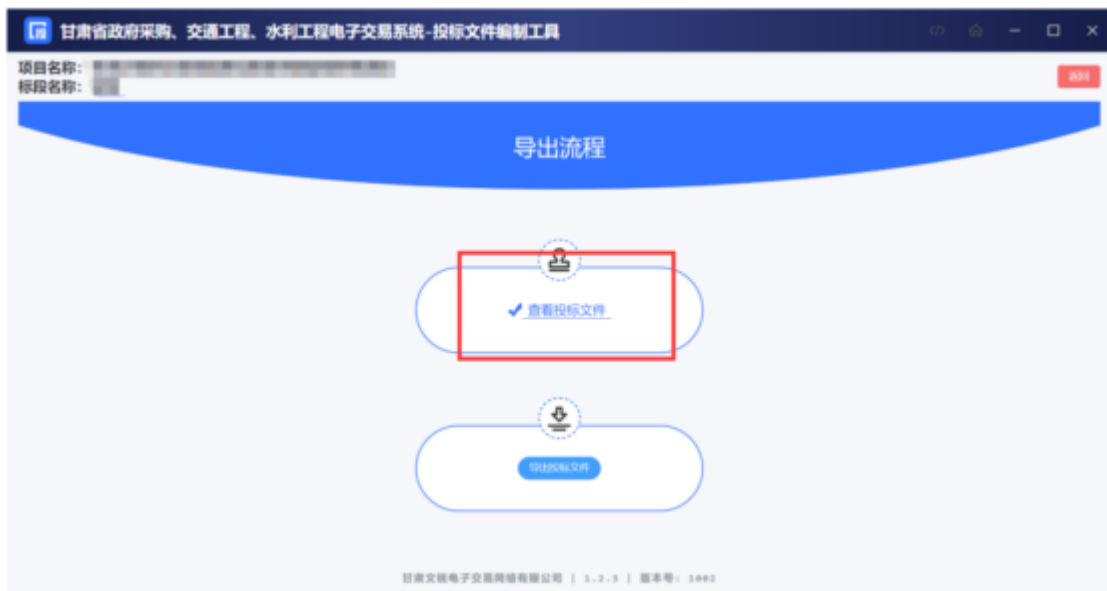 甘肃省政府采购、交通工程、水利工程电子交易系统-投标文件编制工具
项目名称：
标段名称：
返回
导出流程
查看投标文件
导出投标文件
甘肃文锐电子交易网络有限公司 | 1.2.3 | 版本号: 1002